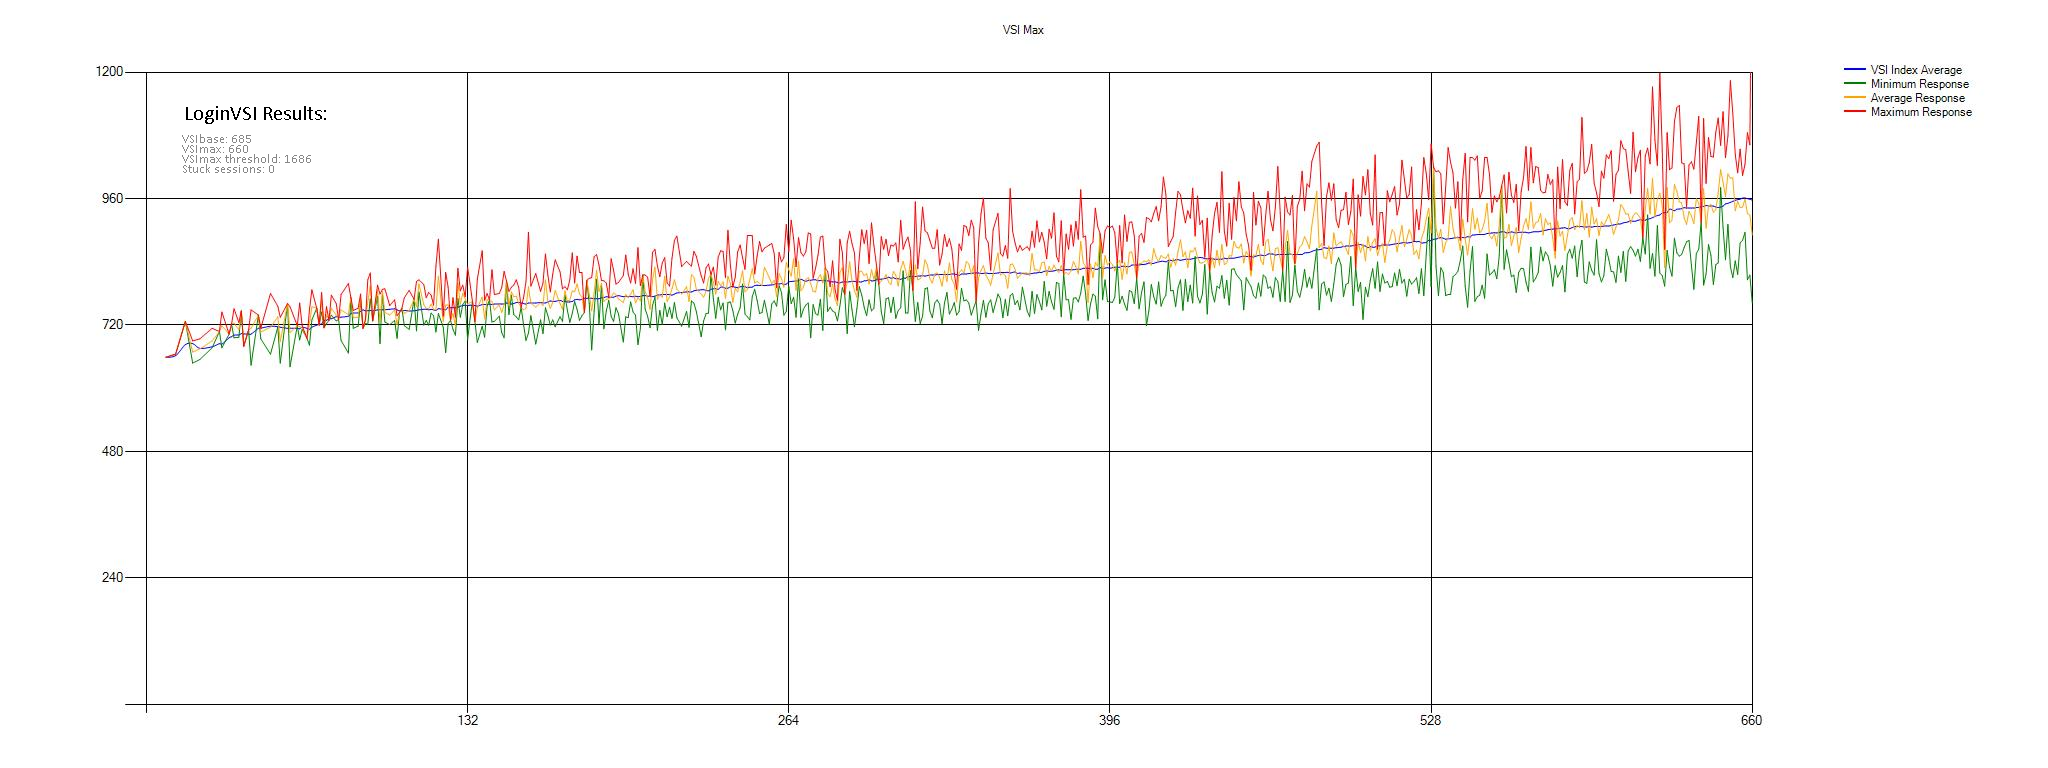 VSI Max
1200
960
720
480
240
LoginVSI Results:
VSIbase: 685
VSImax: 660
VSImax threshold: 1686
Stuck sessions: 0
132
264
396
528
660
VSI Index Average
Minimum Response
Average Response
Maximum Response